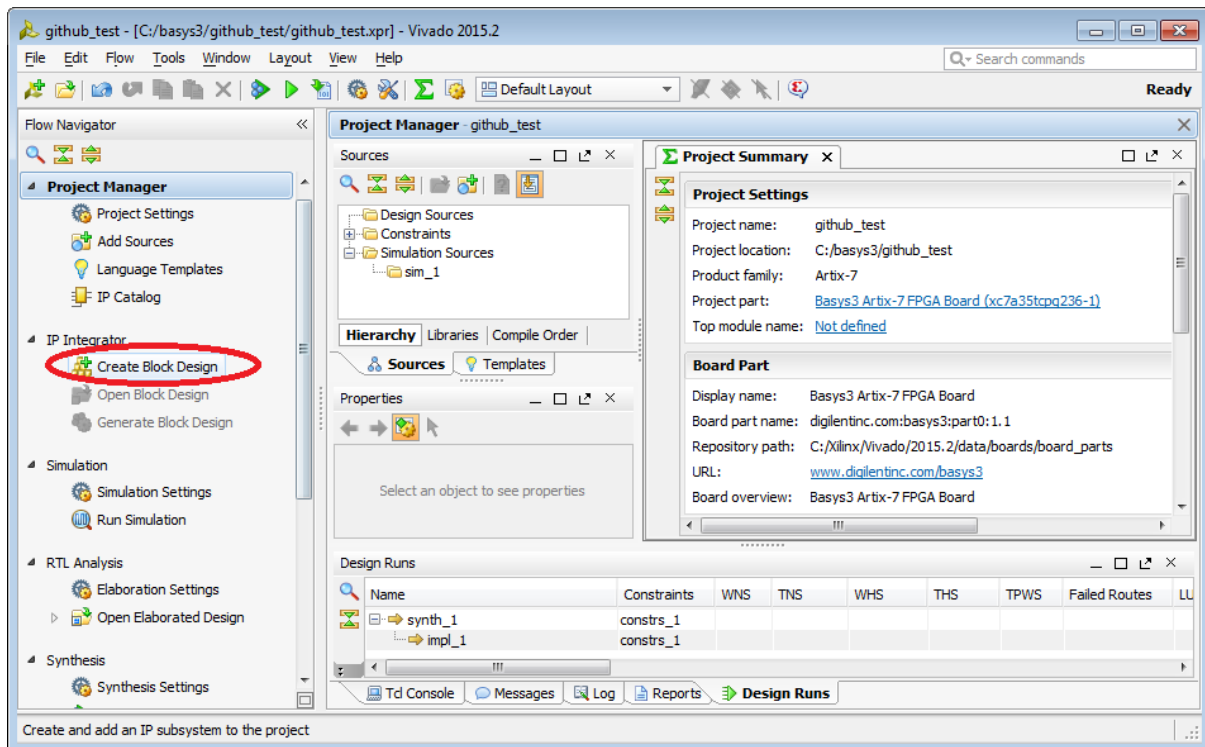 github_test - [C:/basys3/github_test/github_test.xpr] - Vivado 2015.2
File Edit Flow Tools Window Layout View Help
Search commands
Default Layout
Ready
Flow Navigator
Project Manager
Project Settings
Add Sources
Language Templates
IP Catalog
IP Integrator
Create Block Design
Open Block Design
Generate Block Design
Simulation
Simulation Settings
Run Simulation
RTL Analysis
Elaboration Settings
Open Elaborated Design
Synthesis
Synthesis Settings
Project Manager - github_test
Sources
Design Sources
Constraints
Simulation Sources
sim_1
Hierarchy Libraries Compile Order
Sources Templates
Properties
Select an object to see properties
Project Summary
Project Settings
Project name: github_test
Project location: C:/basys3/github_test
Product family: Artix-7
Project part: Basys3 Artix-7 FPGA Board (xc7a35tcpg236-1)
Top module name: Not defined
Board Part
Display name: Basys3 Artix-7 FPGA Board
Board part name: digilentinc.com:basys3:part0:1.1
Repository path: C:/Xilinx/Vivado/2015.2/data/boards/board_parts
URL: www.digilentinc.com/basys3
Board overview: Basys3 Artix-7 FPGA Board
Design Runs
Name Constraints WNS TNS WHS THS TPWS Failed Routes LU
synth_1 constrs_1
impl_1 constrs_1
Tcl Console Messages Log Reports Design Runs
Create and add an IP subsystem to the project